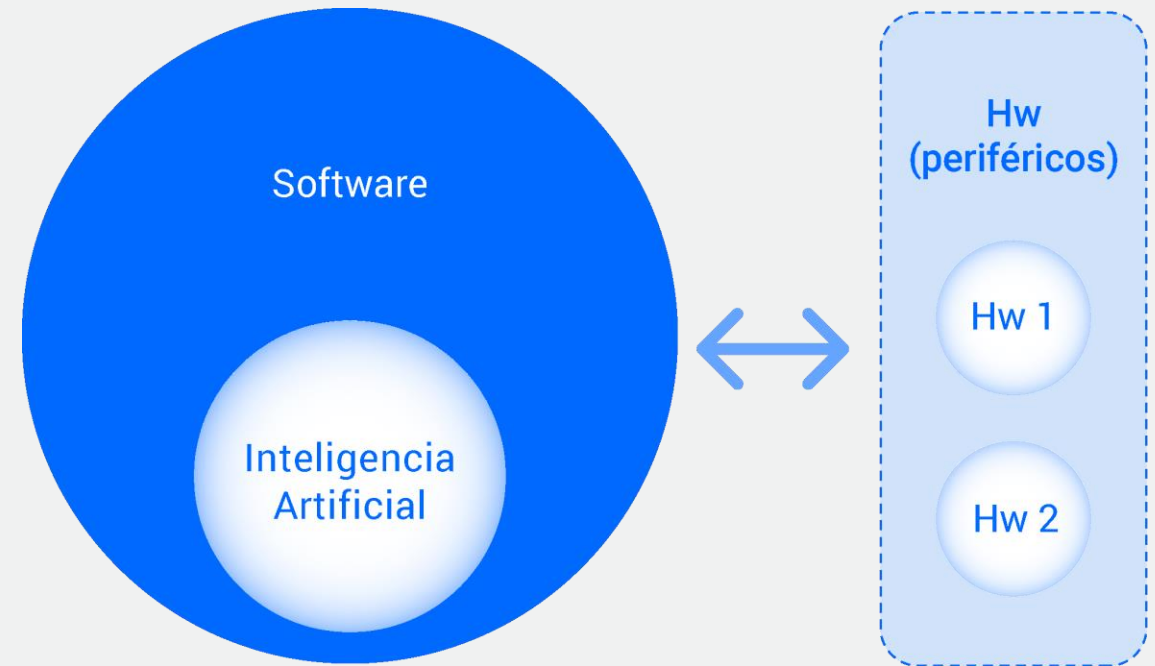 Software
Inteligencia
Artificial
Hw
(periféricos)
Hw 1
Hw 2